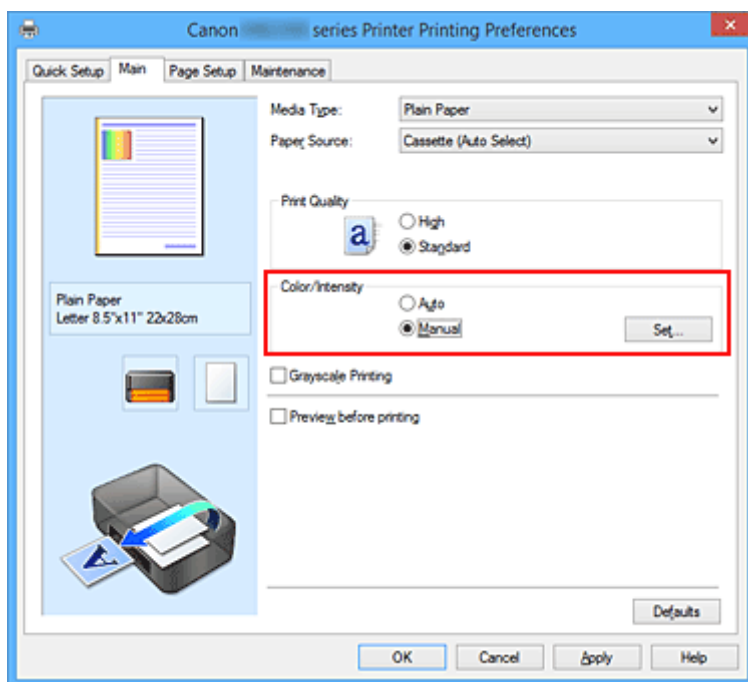 Canon series Printer Printing Preferences
Quick Setup Main Page Setup Maintenance
Media Type: Plain Paper
Paper Source: Cassette (Auto Select)
Print Quality
a
High
Standard
Color/Intensity
Auto
Manual Set...
Plain Paper
Letter 8.5"x11" 22x28cm
Grayscale Printing
Preview before printing
A
Defaults
OK Cancel Apply Help